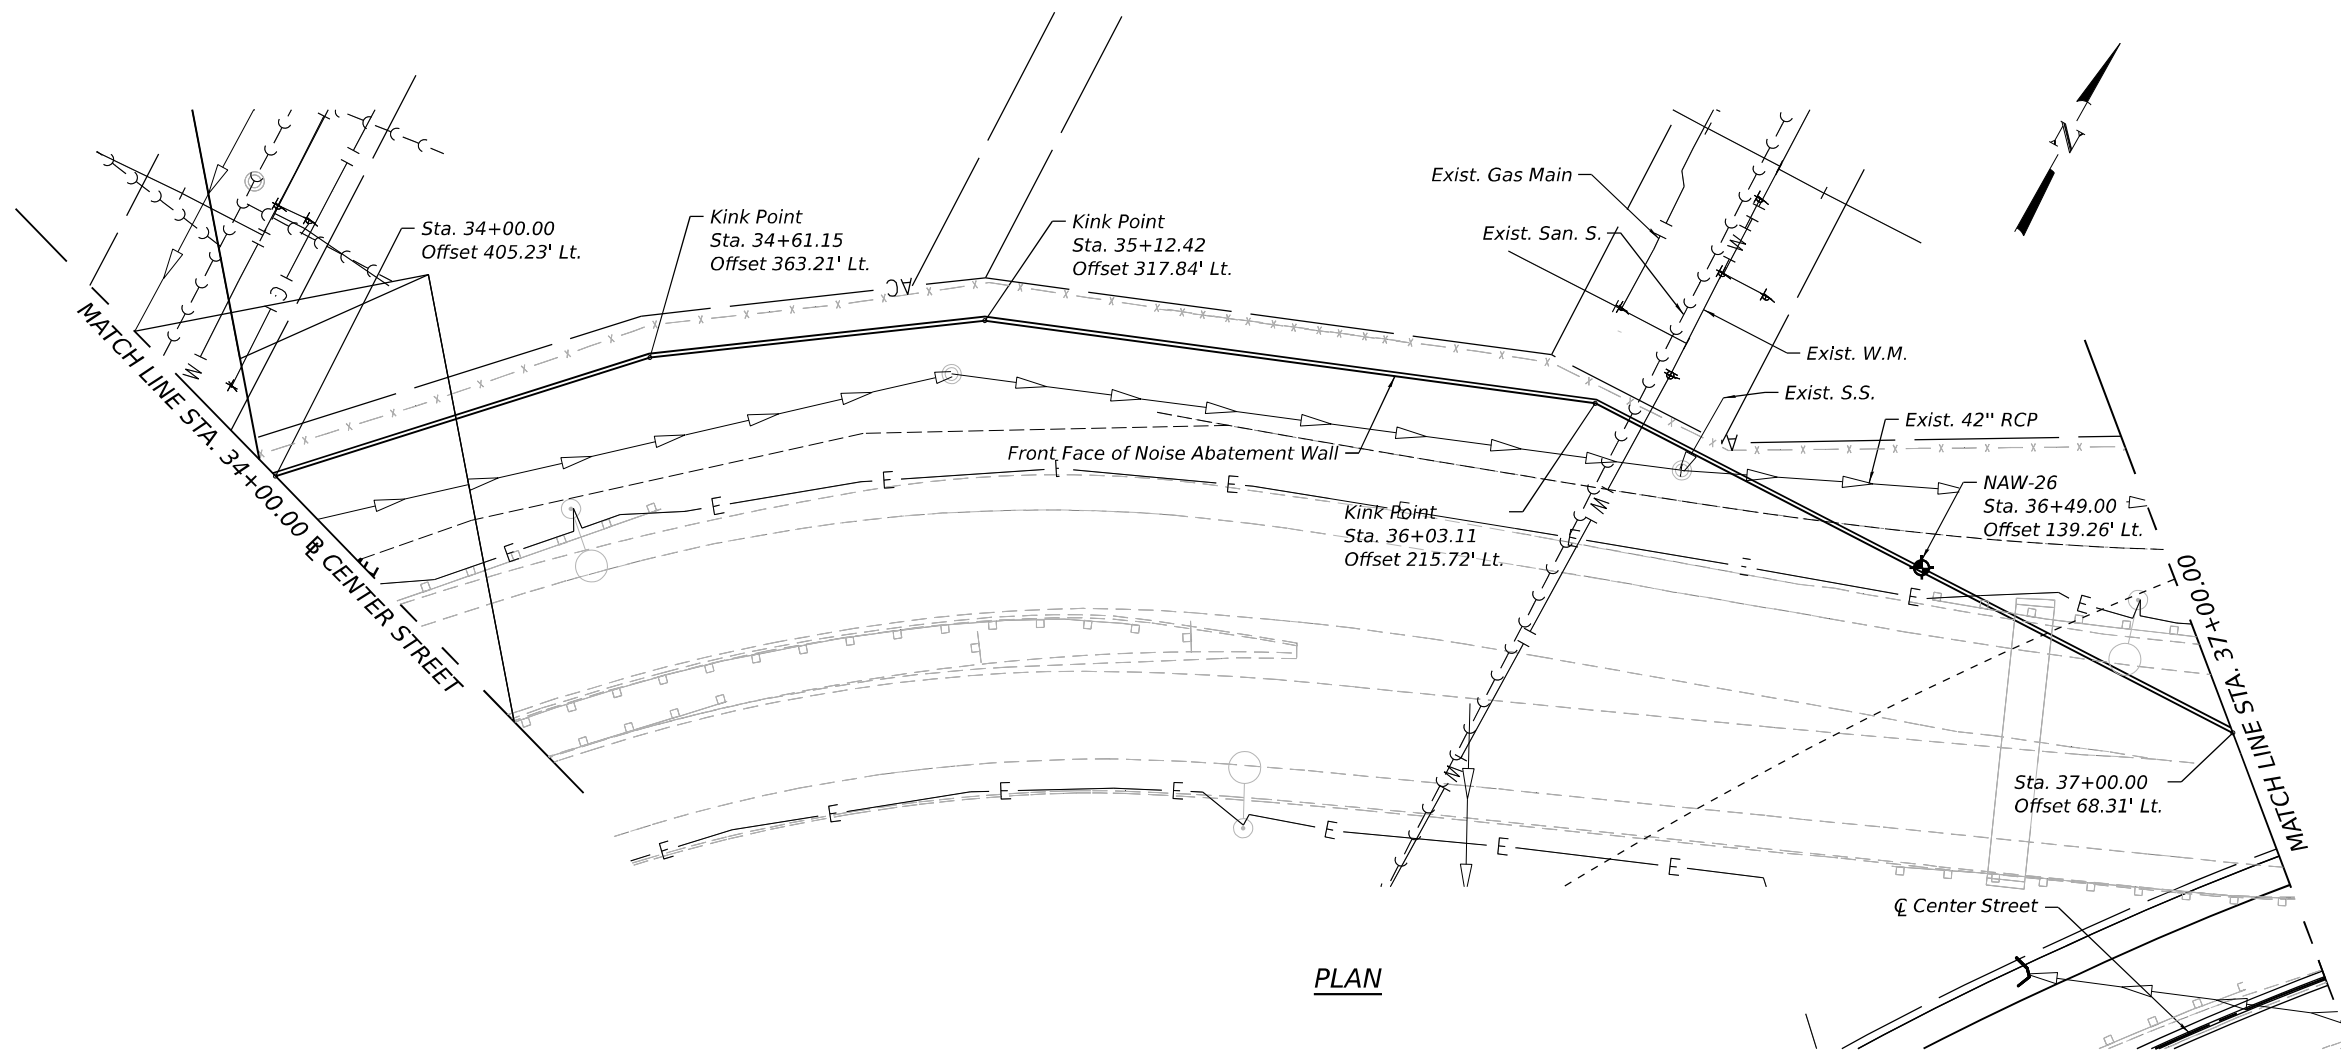 N
Exist. Gas Main
Sta. 34+00.00
Offset 405.23' Lt.
Kink Point
Sta. 34+61.15
Offset 363.21' Lt.
Kink Point
Sta. 35+12.42
Offset 317.84' Lt.
Exist. San. S.
W
AC
MATCH LINE STA. 34+00.00 ℄ CENTER STREET
W
Exist. W.M.
Exist. S.S.
Exist. 42'' RCP
A
Front Face of Noise Abatement Wall
NAW-26
Sta. 36+49.00
Offset 139.26' Lt.
E
E
E
E
Kink Point
Sta. 36+03.11
Offset 215.72' Lt.
W
E
E
E
E
MATCH LINE STA. 37+00.00
W
Sta. 37+00.00
Offset 68.31' Lt.
E
E
E
E
E
E
E
℄ Center Street
PLAN